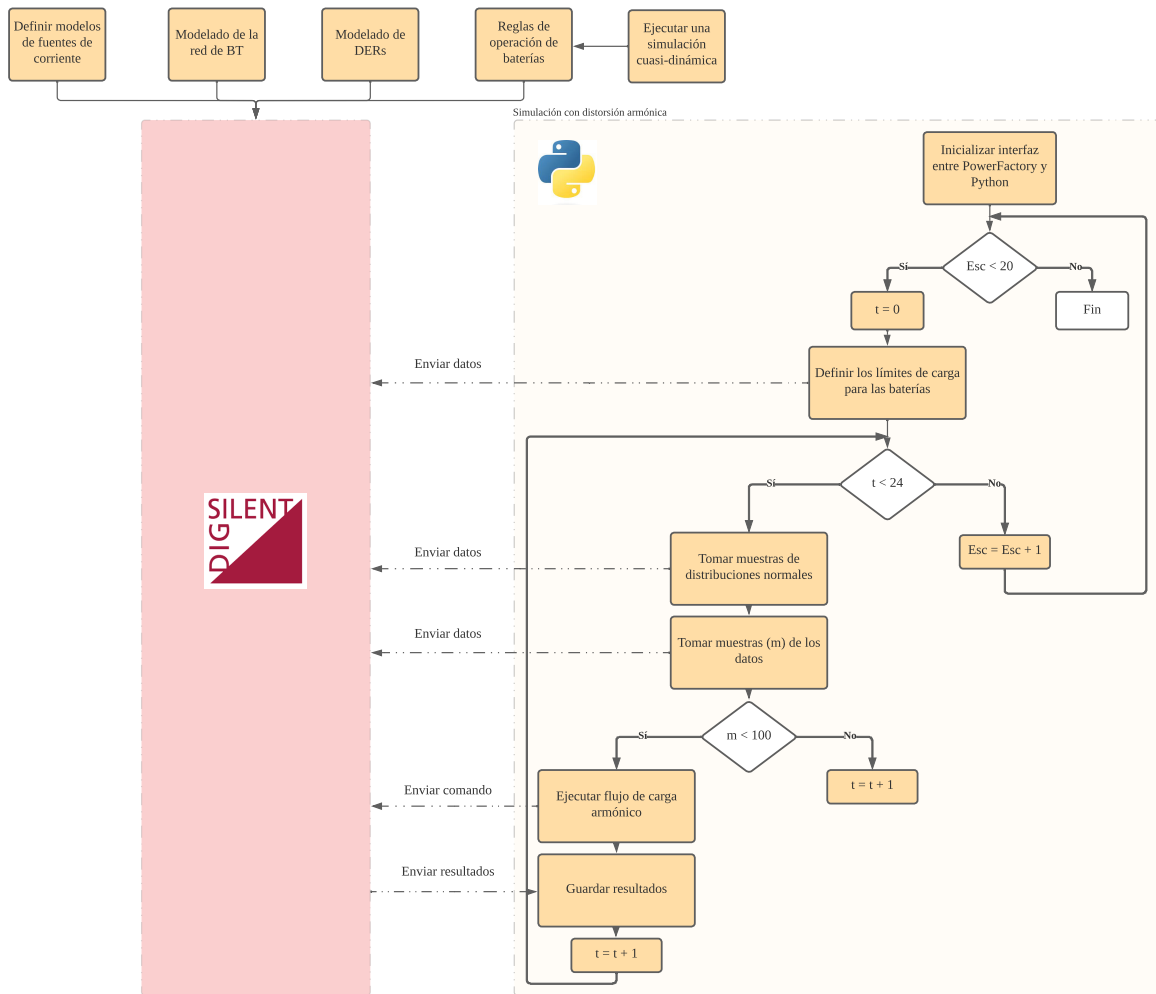 Definir modelos
de fuentes de
corriente
Modelado de la
red de BT
Modelado de
DERs
Reglas de
operación de
baterías
Ejecutar una
simulación
cuasi-dinámica
Simulación con distorsión armónica
Inicializar interfaz
entre PowerFactory y
Python
Esc < 20
Sí
No
t = 0
Fin
Enviar datos
Definir los límites de carga
para las baterías
t < 24
Sí
No
SILENT
DIG
Enviar datos
Tomar muestras de
distribuciones normales
Esc = Esc + 1
Enviar datos
Tomar muestras (m) de los
datos
m < 100
Sí
No
t = t + 1
Enviar comando
Ejecutar flujo de carga
armónico
Enviar resultados
Guardar resultados
t = t + 1